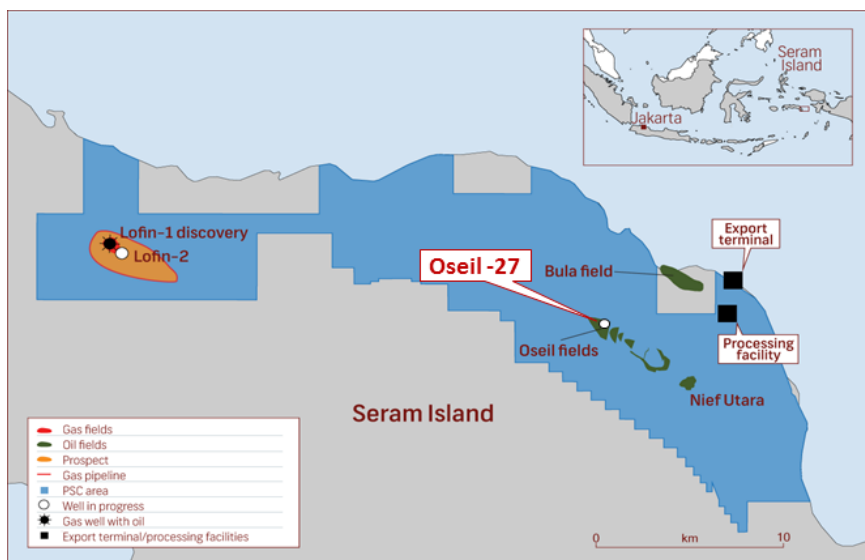 Seram
Island
Jakarta
Lofin-1 discovery
Lofin-2
Oseil -27
Bula field
Export
terminal
Oseil fields
Processing
facility
Nief Utara
Seram Island
Gas fields
Oil fields
Prospect
Gas pipeline
PSC area
Well in progress
Gas well with oil
Export terminal/processing facilities
0 km 10